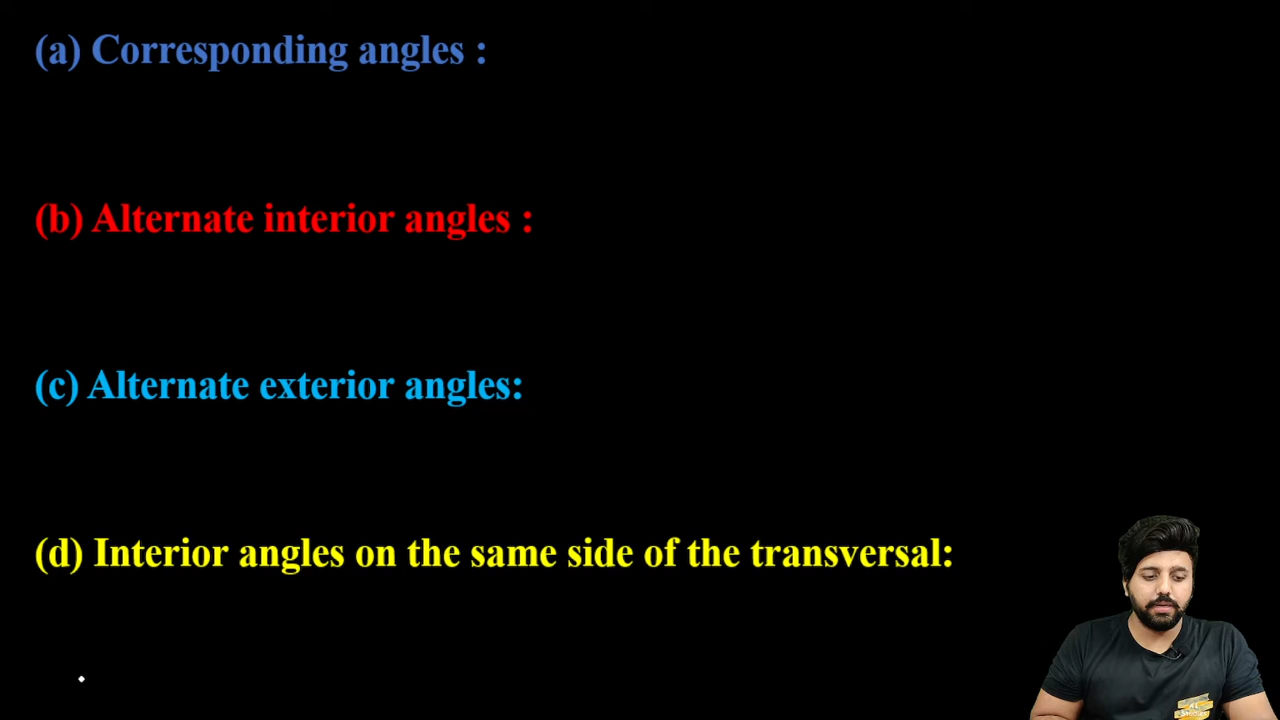 (a) Corresponding angles :
(b) Alternate interior angles :
(c) Alternate exterior angles:
(d) Interior angles on the same side of the transversal: